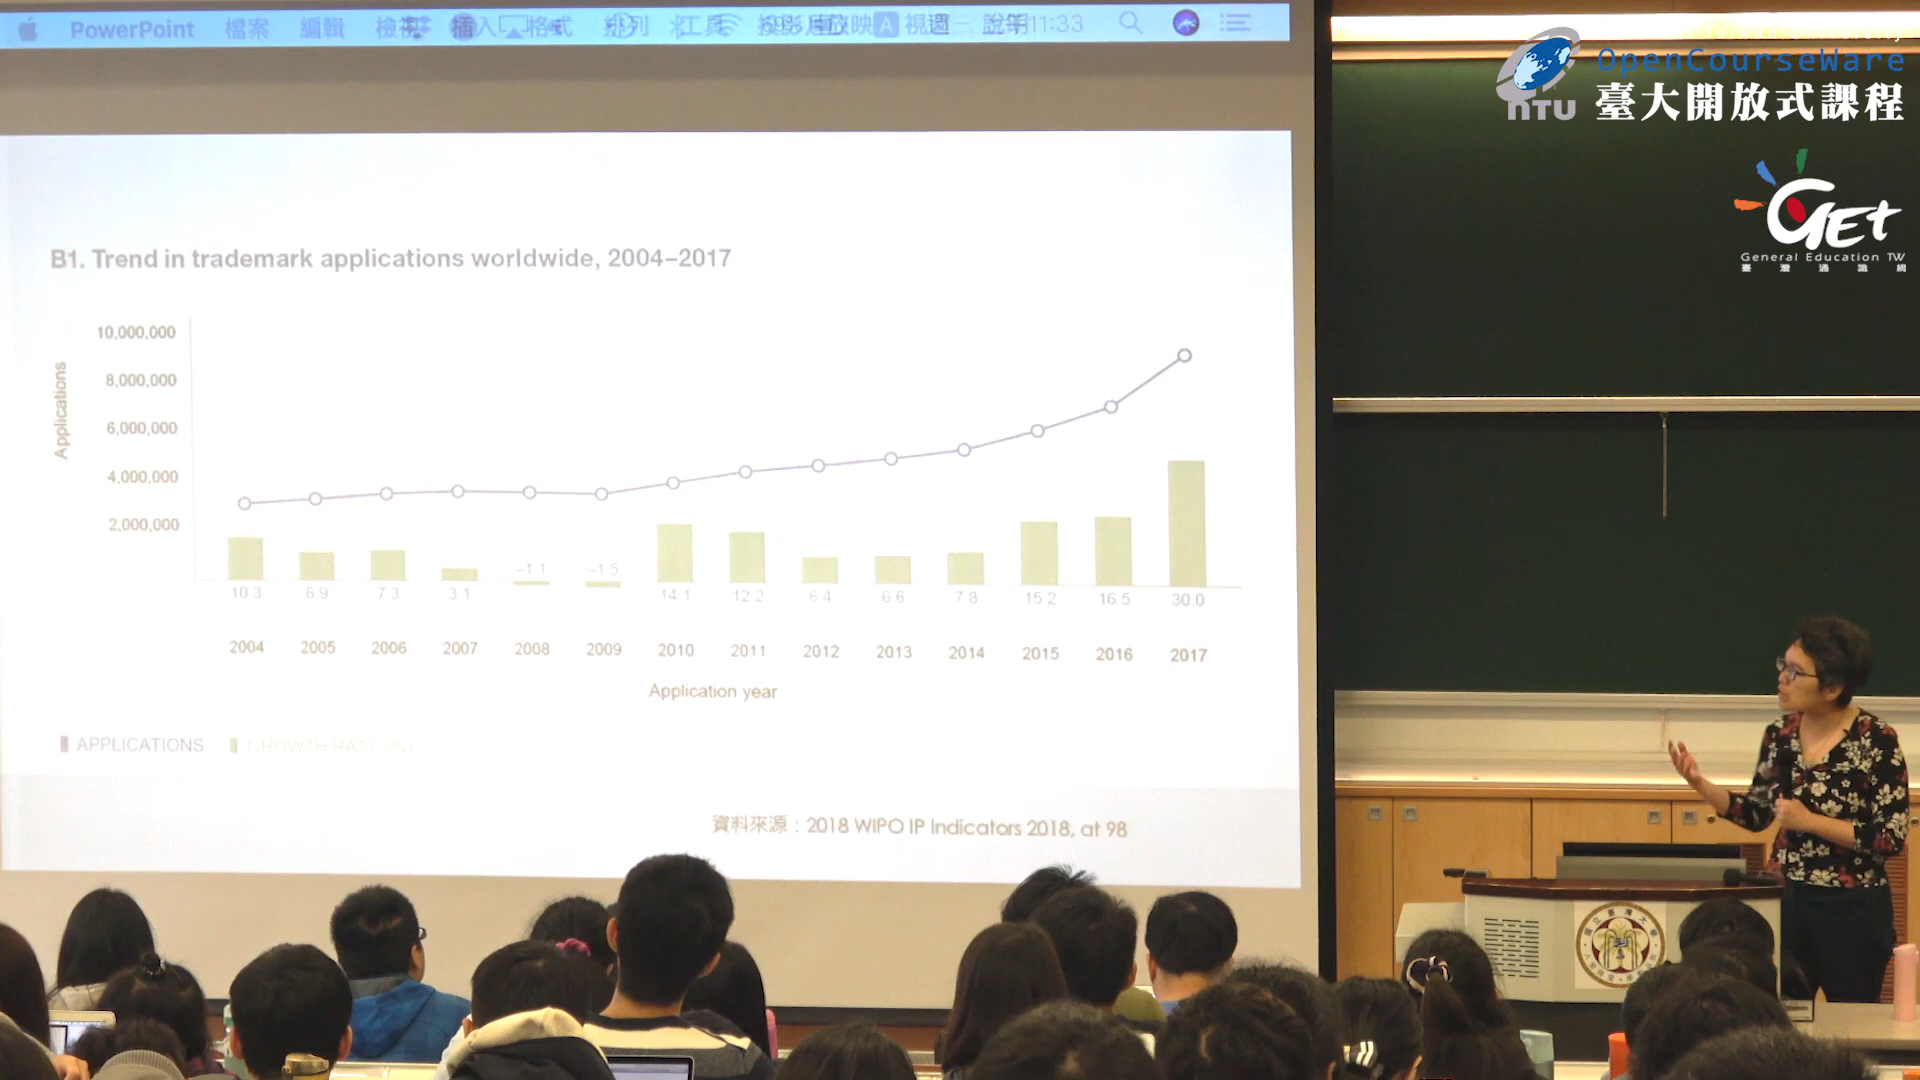 PowerPoint 檔案 編輯 檢視 插入 格式 排列 工具 投影片放映 視 週一 說明 11:33
OpenCourseWare
NTU 臺大開放式課程
GET
General Education TW
臺灣通識網
B1. Trend in trademark applications worldwide, 2004–2017
Applications
10,000,000
8,000,000
6,000,000
4,000,000
2,000,000
10.3 6.9 7.3 3.1 –1.1 –1.5 14.1 12.2 6.4 6.6 7.8 15.2 16.5 30.0
2004 2005 2006 2007 2008 2009 2010 2011 2012 2013 2014 2015 2016 2017
Application year
APPLICATIONS GROWTH RATE (%)
資料來源：2018 WIPO IP Indicators 2018, at 98